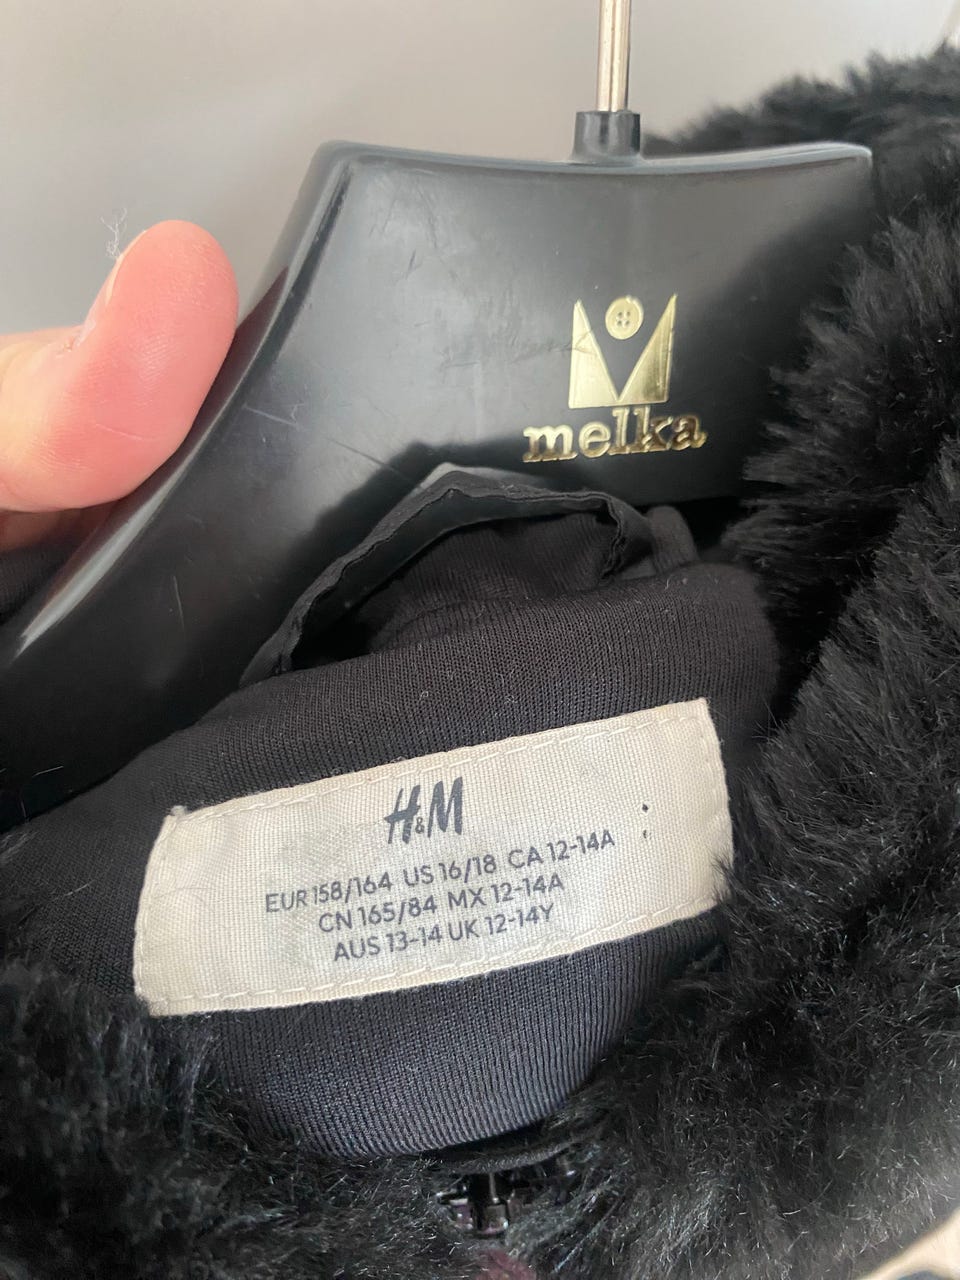 melka
H&M
EUR 158/164 US 16/18 CA 12-14A
CN 165/84 MX 12-14A
AUS 13-14 UK 12-14Y